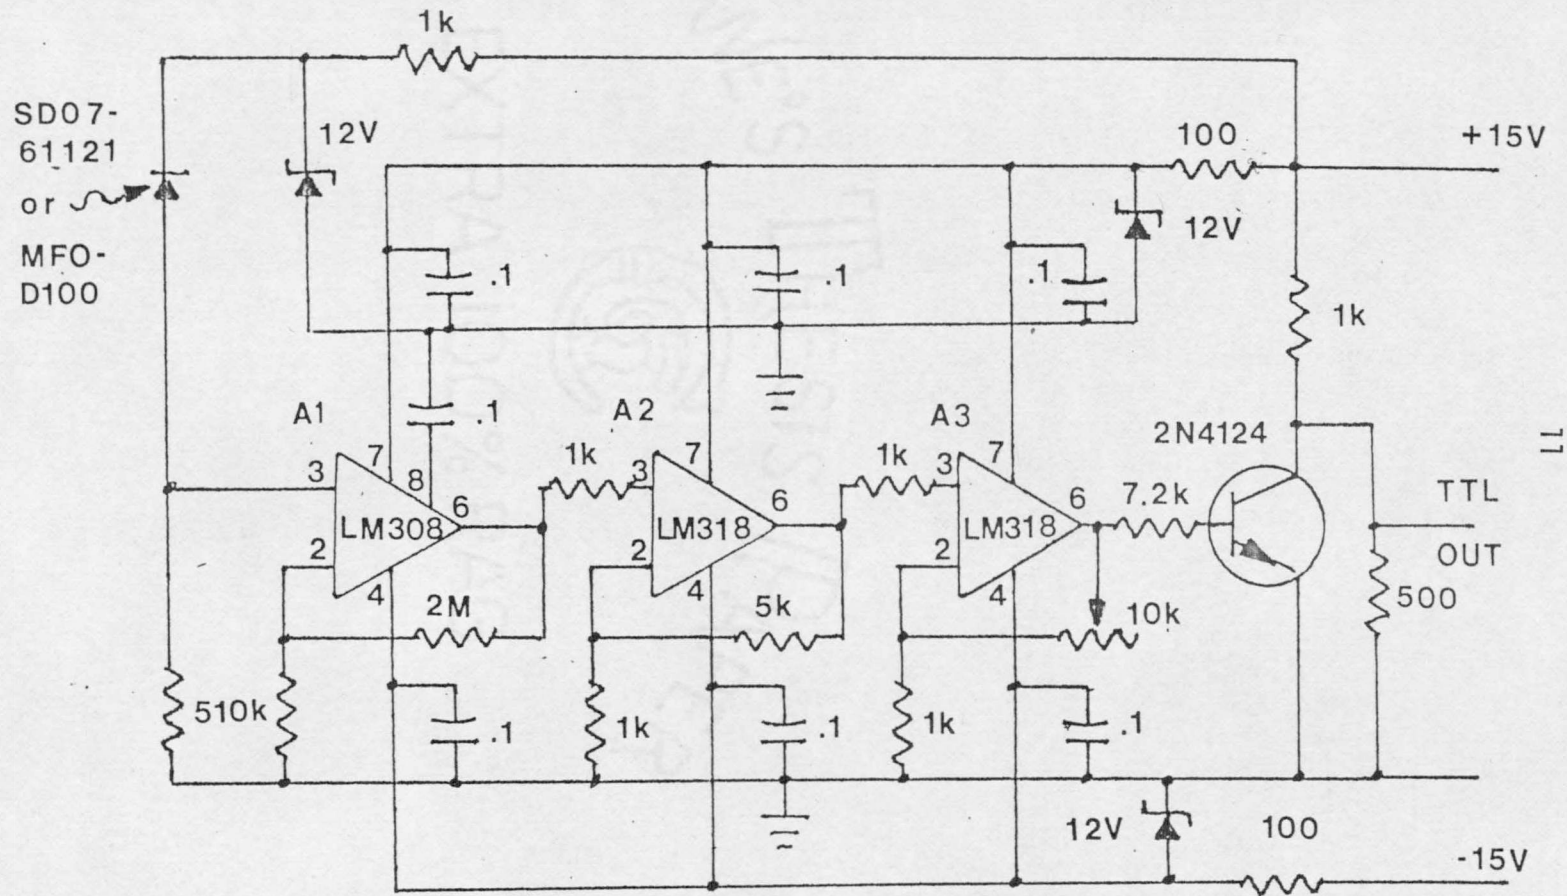 1k
SD07-
61121
or
MFO-
D100
12V
100
+15V
12V
.1
.1
.1
1k
.1
A1
A2
A3
2N4124
7
7
7
3
8
6
1k
3
6
1k
3
6
7.2k
LM308
LM318
LM318
TTL
OUT
2
2
2
4
4
4
2M
5k
10k
500
510k
1k
1k
.1
.1
.1
12V
100
-15V
11